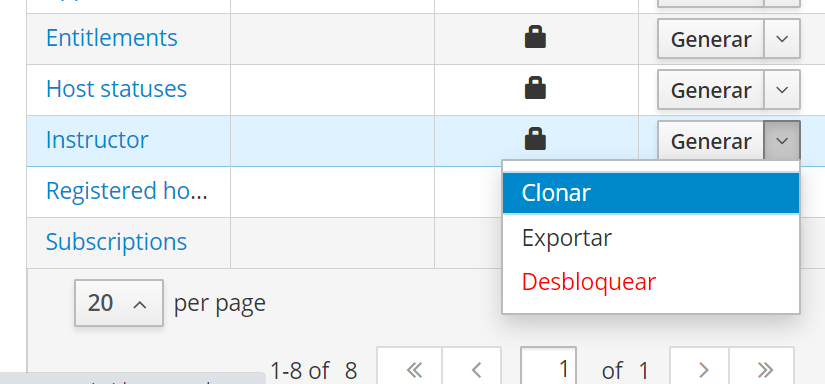 Entitlements Generar
Host statuses Generar
Instructor Generar
Registered ho...
Clonar
Subscriptions
Exportar
Desbloquear
20 per page
1-8 of 8 1 of 1